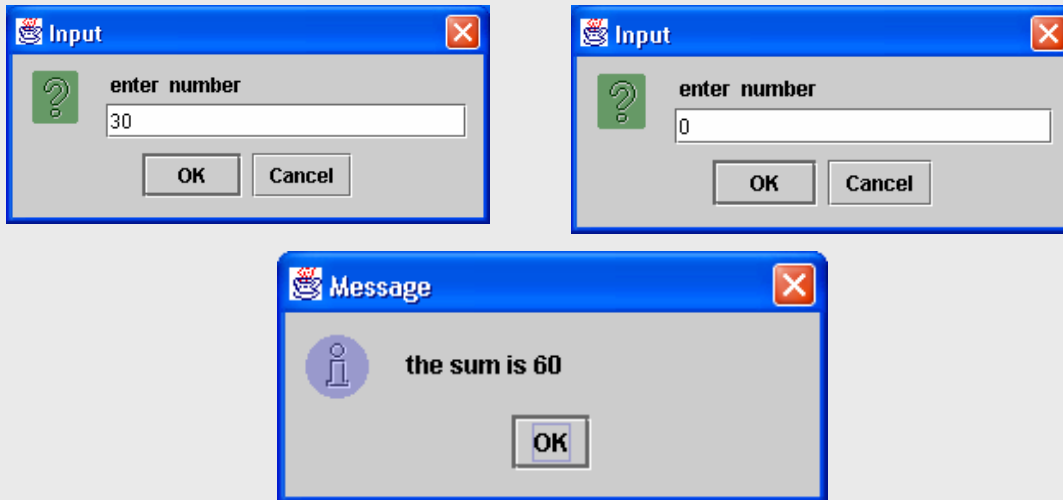 Input
enter number
30
OK Cancel
Input
enter number
0
OK Cancel
Message
the sum is 60
OK